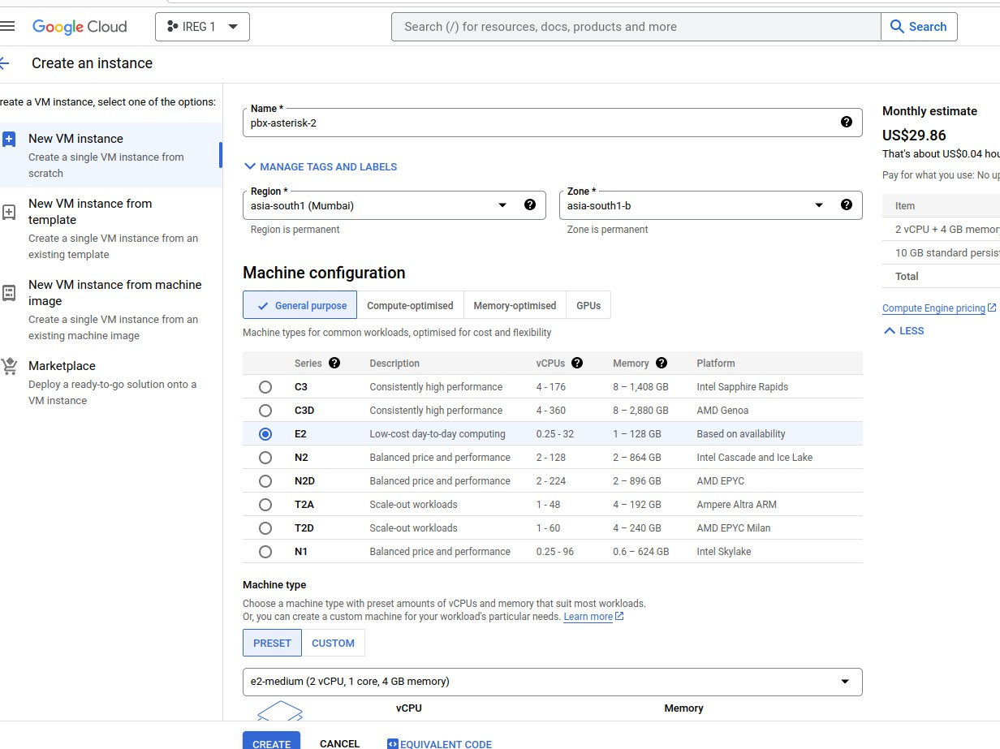 Google Cloud
IREG 1
Search (/) for resources, docs, products and more
Search
Create an instance
reate a VM instance, select one of the options:
New VM instance
Create a single VM instance from
scratch
New VM instance from
template
Create a single VM instance from an
existing template
New VM instance from machine
image
Create a single VM instance from an
existing machine image
Marketplace
Deploy a ready-to-go solution onto a
VM instance
Name *
pbx-asterisk-2
MANAGE TAGS AND LABELS
Region *
asia-south1 (Mumbai)
Region is permanent
Zone *
asia-south1-b
Zone is permanent
Machine configuration
General purpose
Compute-optimised
Memory-optimised
GPUs
Machine types for common workloads, optimised for cost and flexibility
Series Description vCPUs Memory Platform
C3 Consistently high performance 4 - 176 8 – 1,408 GB Intel Sapphire Rapids
C3D Consistently high performance 4 - 360 8 – 2,880 GB AMD Genoa
E2 Low-cost day-to-day computing 0.25 - 32 1 – 128 GB Based on availability
N2 Balanced price and performance 2 - 128 2 – 864 GB Intel Cascade and Ice Lake
N2D Balanced price and performance 2 - 224 2 – 896 GB AMD EPYC
T2A Scale-out workloads 1 - 48 4 – 192 GB Ampere Altra ARM
T2D Scale-out workloads 1 - 60 4 – 240 GB AMD EPYC Milan
N1 Balanced price and performance 0.25 - 96 0.6 – 624 GB Intel Skylake
Machine type
Choose a machine type with preset amounts of vCPUs and memory that suit most workloads.
Or, you can create a custom machine for your workload's particular needs. Learn more
PRESET
CUSTOM
e2-medium (2 vCPU, 1 core, 4 GB memory)
vCPU
Memory
CREATE
CANCEL
EQUIVALENT CODE
Monthly estimate
US$29.86
That's about US$0.04 hou
Pay for what you use: No up
Item
2 vCPU + 4 GB memor
10 GB standard persist
Total
Compute Engine pricing
LESS